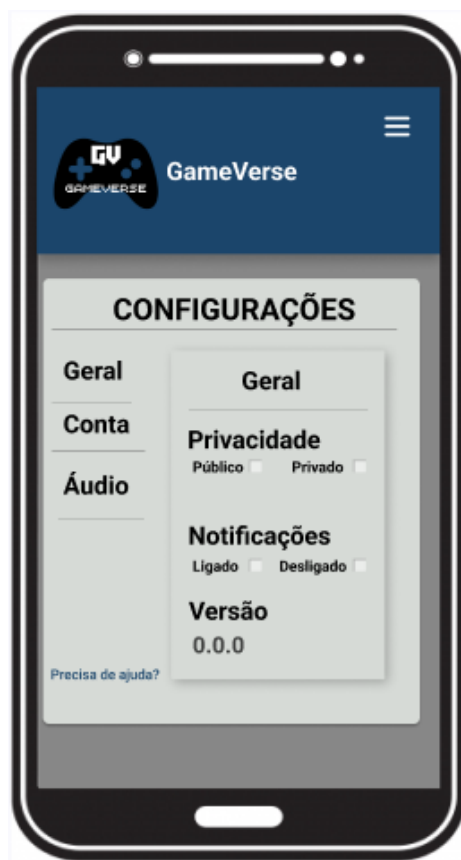 GV
GAMEVERSE
GameVerse
CONFIGURAÇÕES
Geral
Conta
Áudio
Precisa de ajuda?
Geral
Privacidade
Público Privado
Notificações
Ligado Desligado
Versão
0.0.0